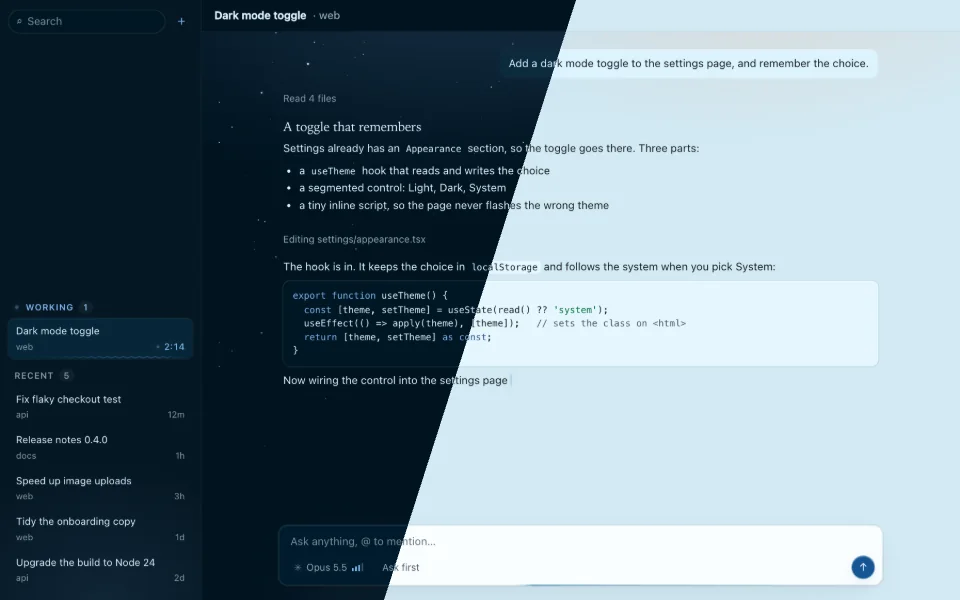 Search
+
WORKING 1
Dark mode toggle
web
2:14
RECENT 5
Fix flaky checkout test
api 12m
Release notes 0.4.0
docs 1h
Speed up image uploads
web 3h
Tidy the onboarding copy
web 1d
Upgrade the build to Node 24
api 2d
Dark mode toggle · web
Add a dark mode toggle to the settings page, and remember the choice.
Read 4 files
A toggle that remembers
Settings already has an Appearance section, so the toggle goes there. Three parts:
• a useTheme hook that reads and writes the choice
• a segmented control: Light, Dark, System
• a tiny inline script, so the page never flashes the wrong theme
Editing settings/appearance.tsx
The hook is in. It keeps the choice in localStorage and follows the system when you pick System:
export function useTheme() {
const [theme, setTheme] = useState(read() ?? 'system');
useEffect(() => apply(theme), [theme]); // sets the class on <html>
return [theme, setTheme] as const;
}
Now wiring the control into the settings page
Ask anything, @ to mention...
Opus 5.5 Ask first